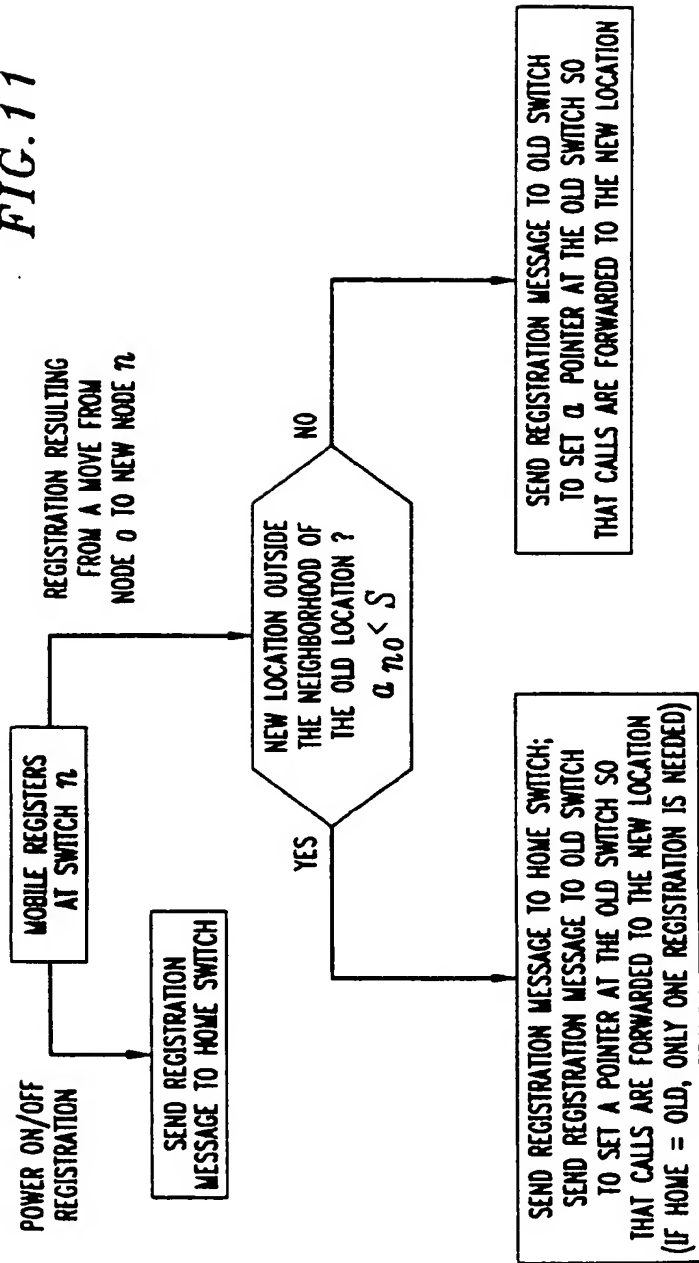 FIG. 11
MOBILE REGISTERS
AT SWITCH n
POWER ON/OFF
REGISTRATION
SEND REGISTRATION
MESSAGE TO HOME SWITCH
REGISTRATION RESULTING
FROM A MOVE FROM
NODE o TO NEW NODE n
NEW LOCATION OUTSIDE
THE NEIGHBORHOOD OF
THE OLD LOCATION ?
a no < S
YES
NO
SEND REGISTRATION MESSAGE TO HOME SWITCH;
SEND REGISTRATION MESSAGE TO OLD SWITCH
TO SET A POINTER AT THE OLD SWITCH SO
THAT CALLS ARE FORWARDED TO THE NEW LOCATION
(IF HOME = OLD, ONLY ONE REGISTRATION IS NEEDED)
SEND REGISTRATION MESSAGE TO OLD SWITCH
TO SET a POINTER AT THE OLD SWITCH SO
THAT CALLS ARE FORWARDED TO THE NEW LOCATION